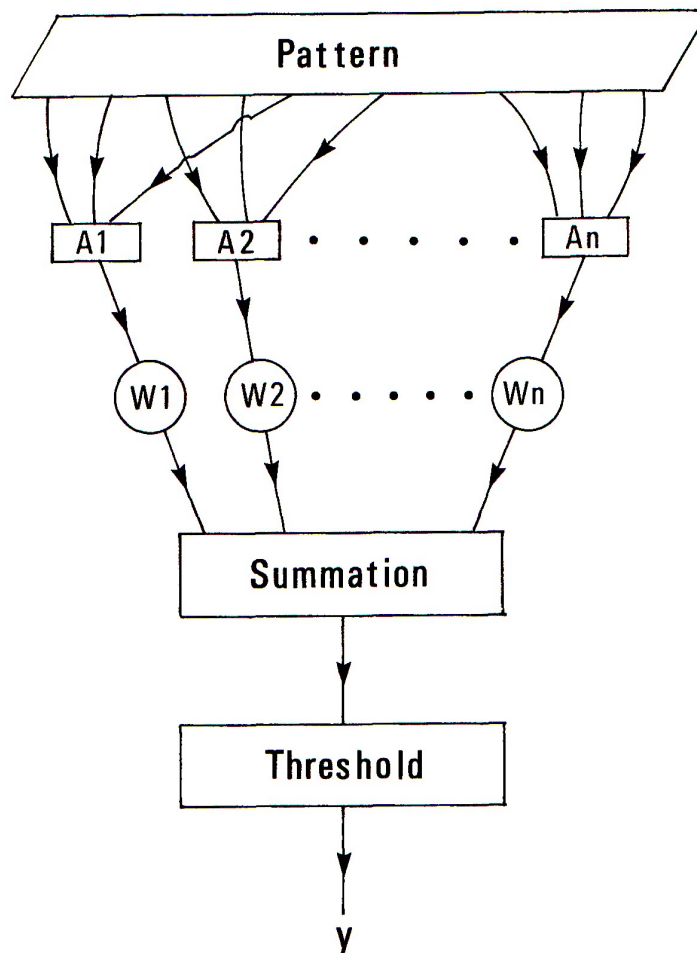 Pattern
A1 A2 An
W1 W2 Wn
Summation
Threshold
y